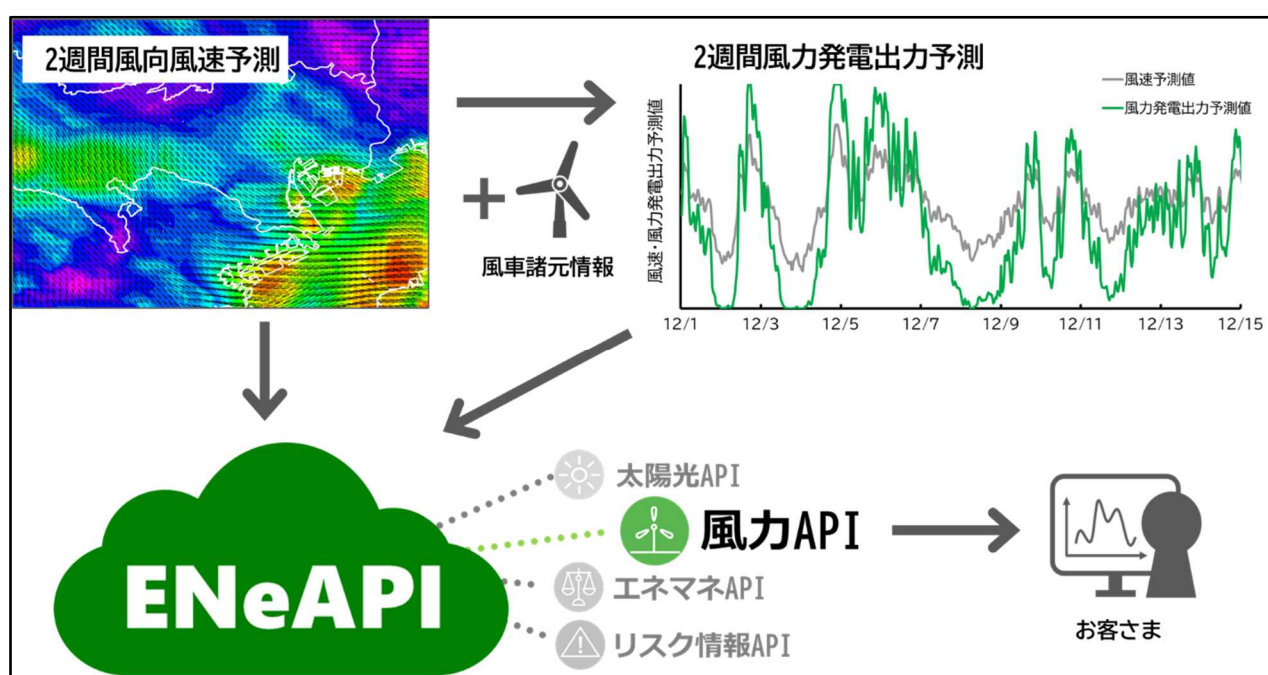 2週間風向風速予測
2週間風力発電出力予測
風速予測値
風力発電出力予測値
風速・風力発電出力予測値
12/1 12/3 12/5 12/7 12/9 12/11 12/13 12/15
+
風車諸元情報
ENeAPI
太陽光API
風力API
エネマネAPI
リスク情報API
お客さま